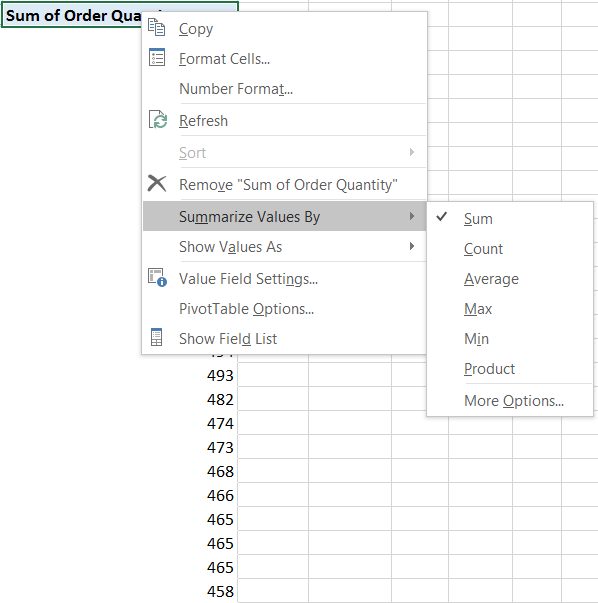 Sum of Order
Copy
Format Cells...
Number Format...
Refresh
Sort
Remove "Sum of Order Quantity"
Summarize Values By
Show Values As
Value Field Settings...
PivotTable Options...
Show Field List
Sum
Count
Average
Max
Min
Product
More Options...
493
482
474
473
468
466
465
465
465
458